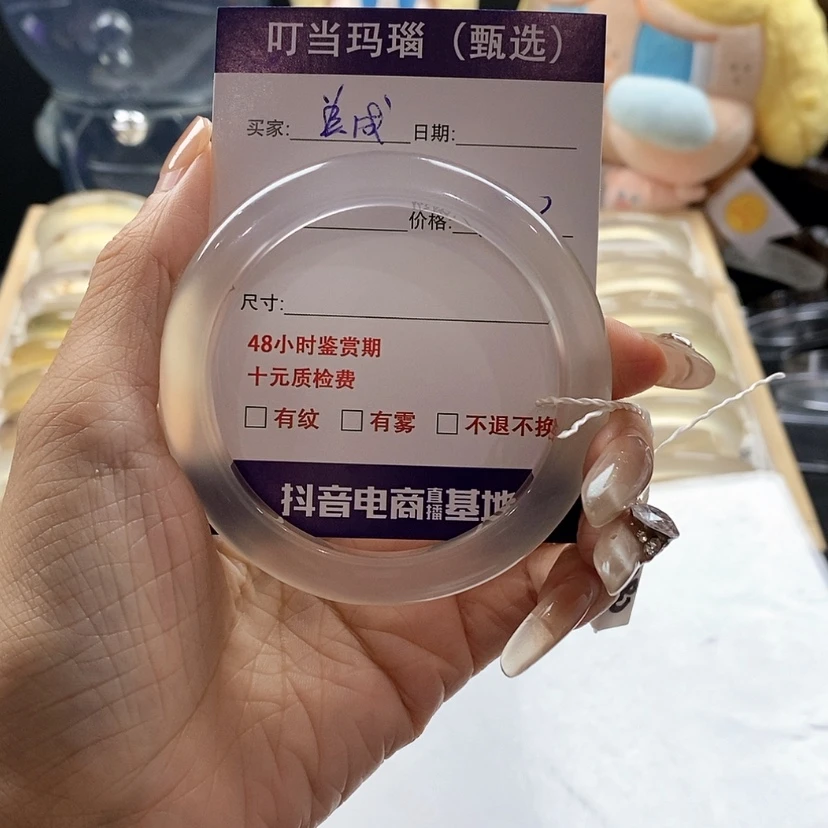 叮当玛瑙（甄选）
买家: 日期:
价格:
尺寸:
48小时鉴赏期
十元质检费
有纹 有雾 不退不换
抖音电商直播基地